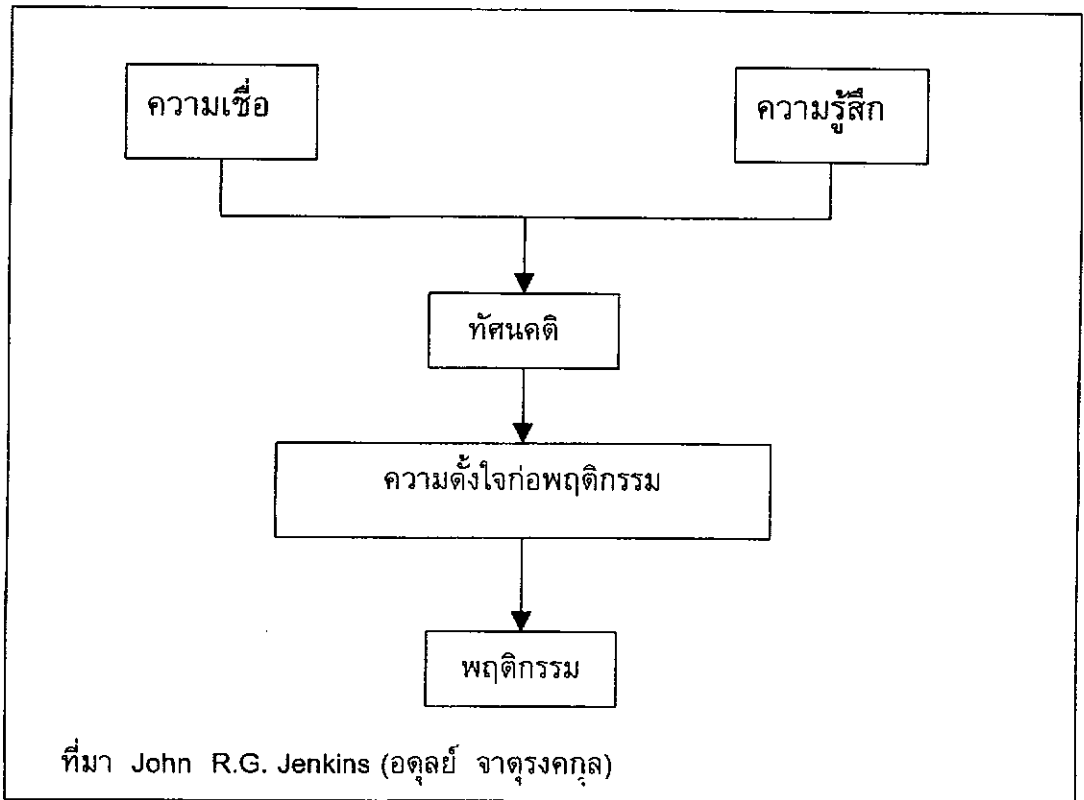 ความเชื่อ
ความรู้สึก
ทัศนคติ
ความตั้งใจก่อพฤติกรรม
พฤติกรรม
ที่มา John R.G. Jenkins (อดุลย์ จาตุรงคกุล)